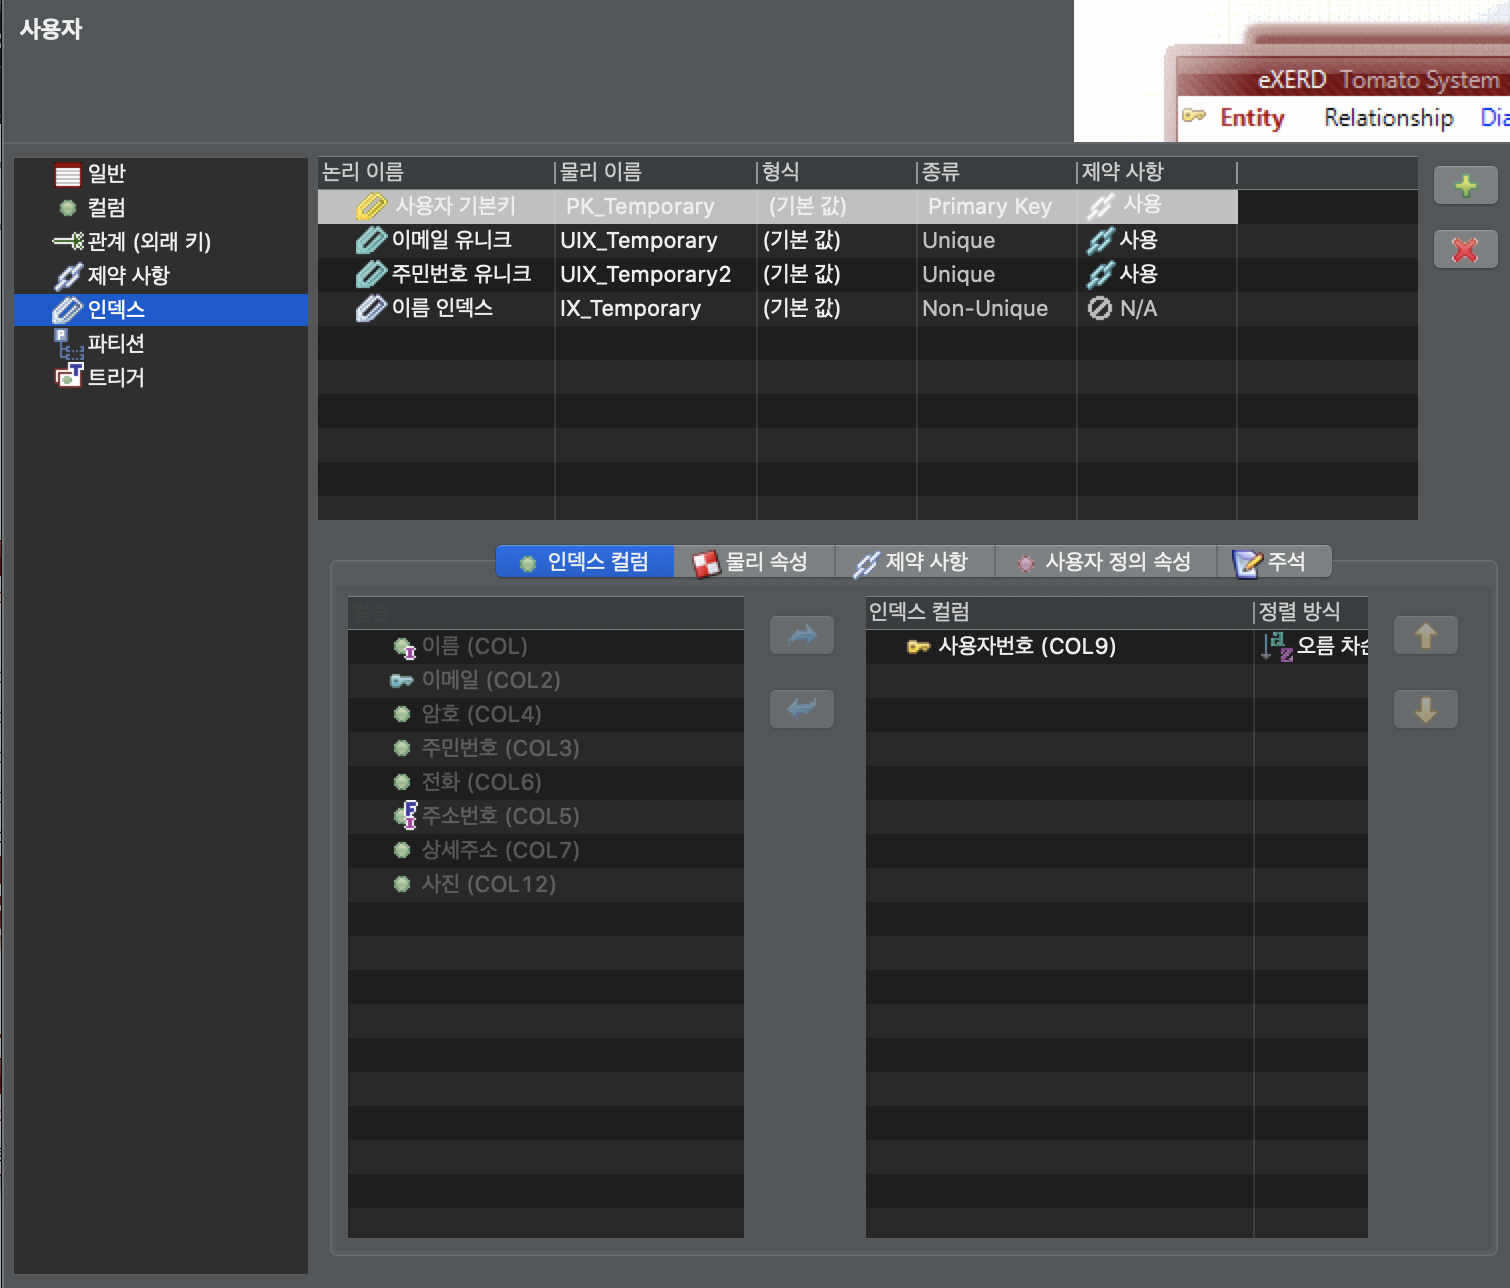 사용자
eXERD Tomato System
Entity Relationship Dia
일반
컬럼
관계 (외래 키)
제약 사항
인덱스
파티션
트리거
논리 이름 물리 이름 형식 종류 제약 사항
사용자 기본키 PK_Temporary (기본 값) Primary Key 사용
이메일 유니크 UIX_Temporary (기본 값) Unique 사용
주민번호 유니크 UIX_Temporary2 (기본 값) Unique 사용
이름 인덱스 IX_Temporary (기본 값) Non-Unique N/A
인덱스 컬럼 물리 속성 제약 사항 사용자 정의 속성 주석
컬럼
이름 (COL)
이메일 (COL2)
암호 (COL4)
주민번호 (COL3)
전화 (COL6)
주소번호 (COL5)
상세주소 (COL7)
사진 (COL12)
인덱스 컬럼 정렬 방식
사용자번호 (COL9) 오름 차순